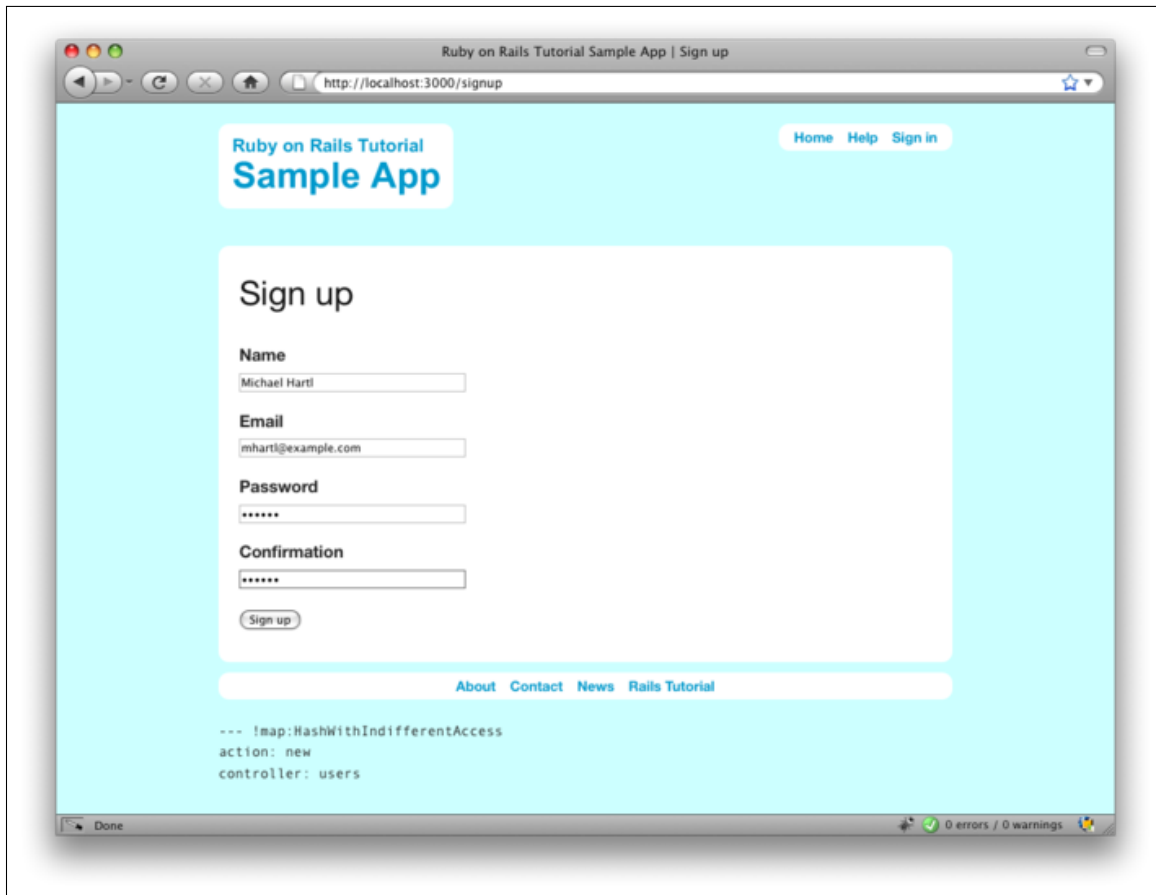 Ruby on Rails Tutorial Sample App | Sign up
http://localhost:3000/signup
Ruby on Rails Tutorial
Sample App
Home Help Sign in
Sign up
Name
Michael Hartl
Email
mhartl@example.com
Password
••••••
Confirmation
••••••
Sign up
About Contact News Rails Tutorial
--- !map:HashWithIndifferentAccess
action: new
controller: users
Done
0 errors / 0 warnings